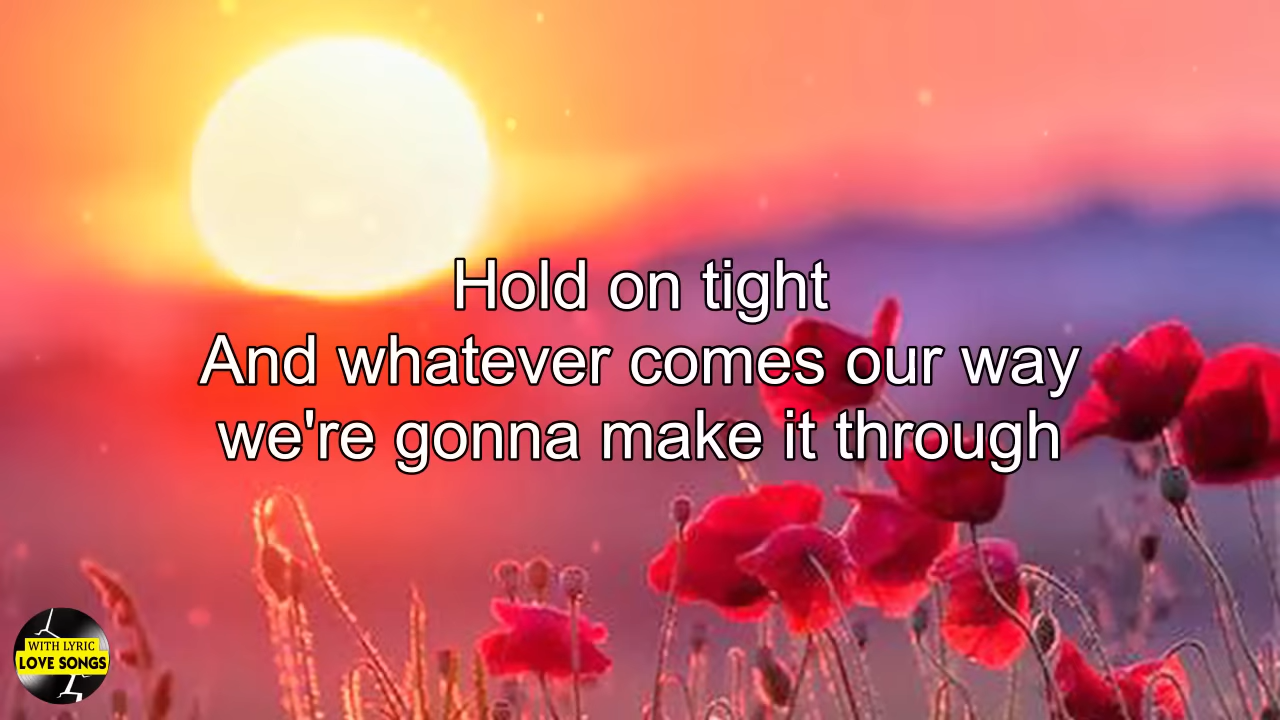 Hold on tight
And whatever comes our way
we're gonna make it through
WITH LYRIC
LOVE SONGS